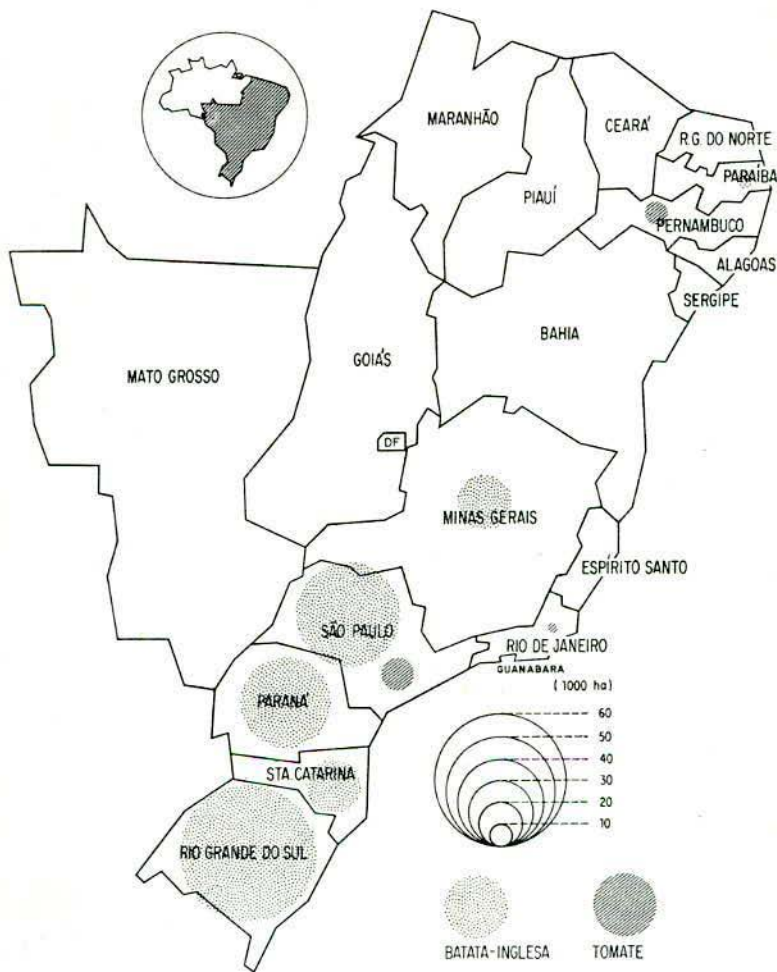 MARANHÃO
CEARÁ
R.G. DO NORTE
PARAÍBA
PIAUÍ
PERNAMBUCO
ALAGOAS
SERGIPE
BAHIA
GOIÁS
MATO GROSSO
DF
MINAS GERAIS
ESPÍRITO SANTO
SÃO PAULO
RIO DE JANEIRO
GUANABARA
(1000 ha)
PARANÁ
60
50
40
30
20
10
STA. CATARINA
RIO GRANDE DO SUL
BATATA-INGLESA
TOMATE